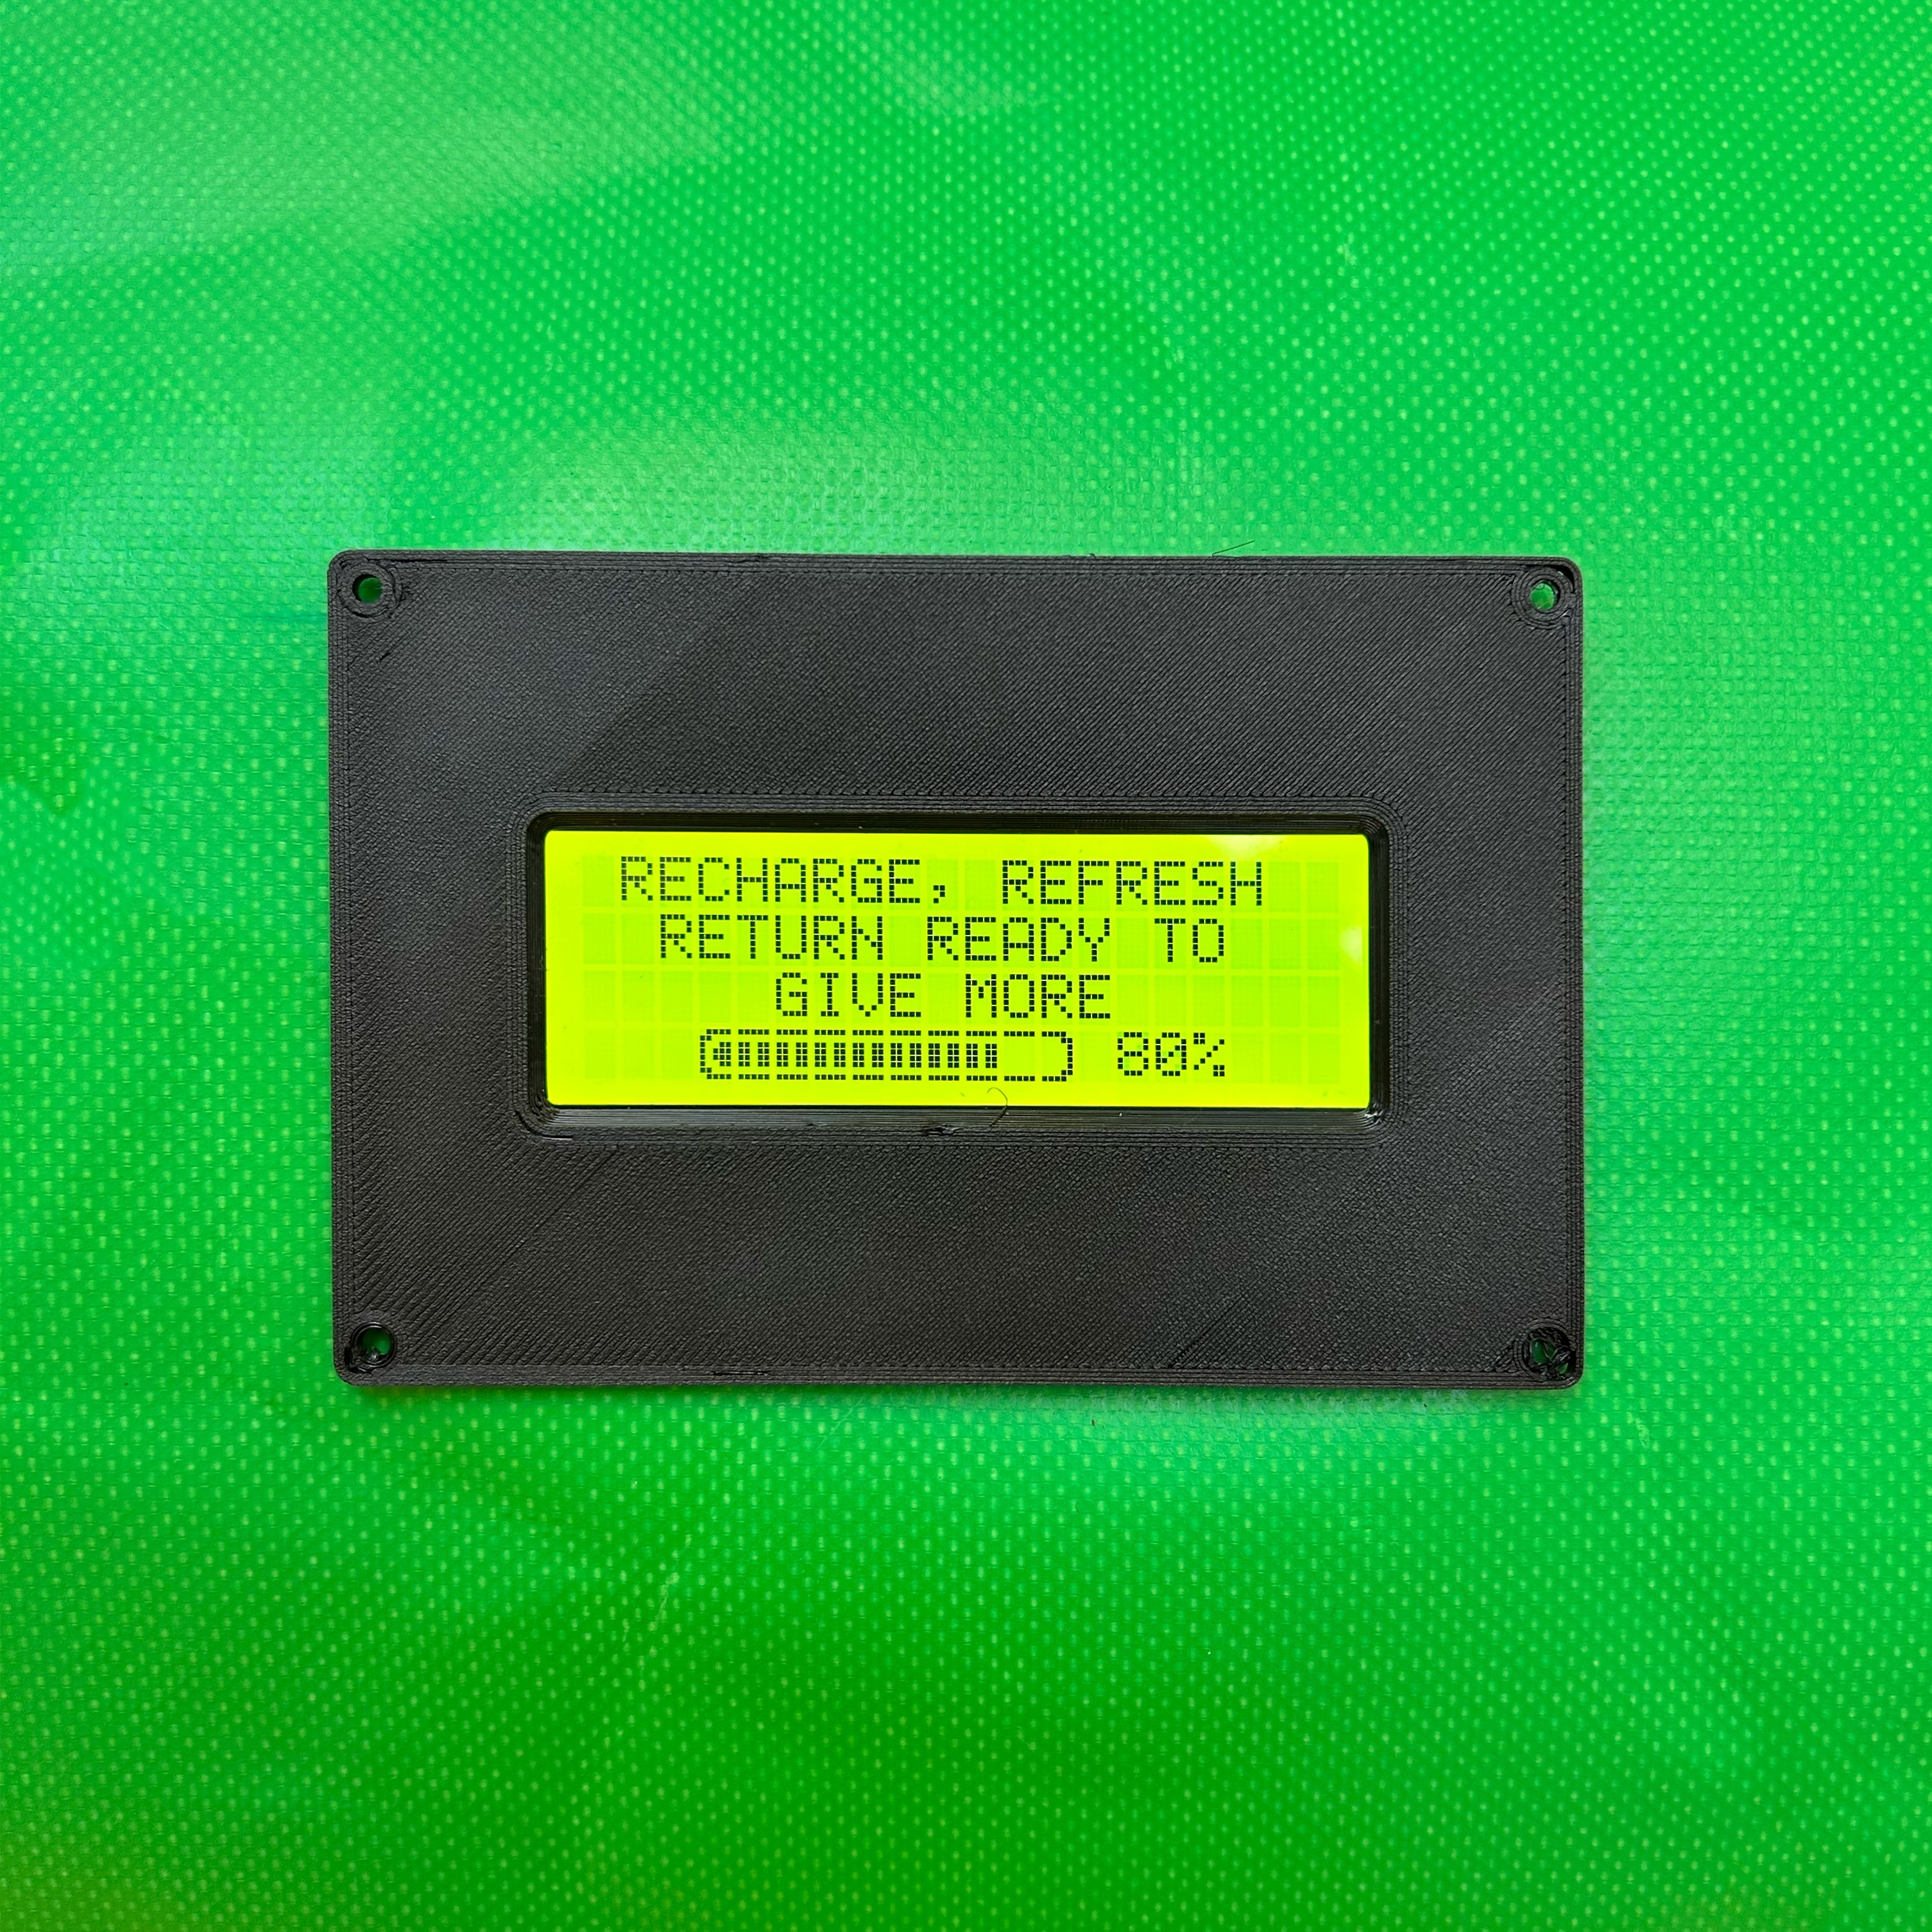 RECHARGE, REFRESH
RETURN READY TO
GIVE MORE
80%